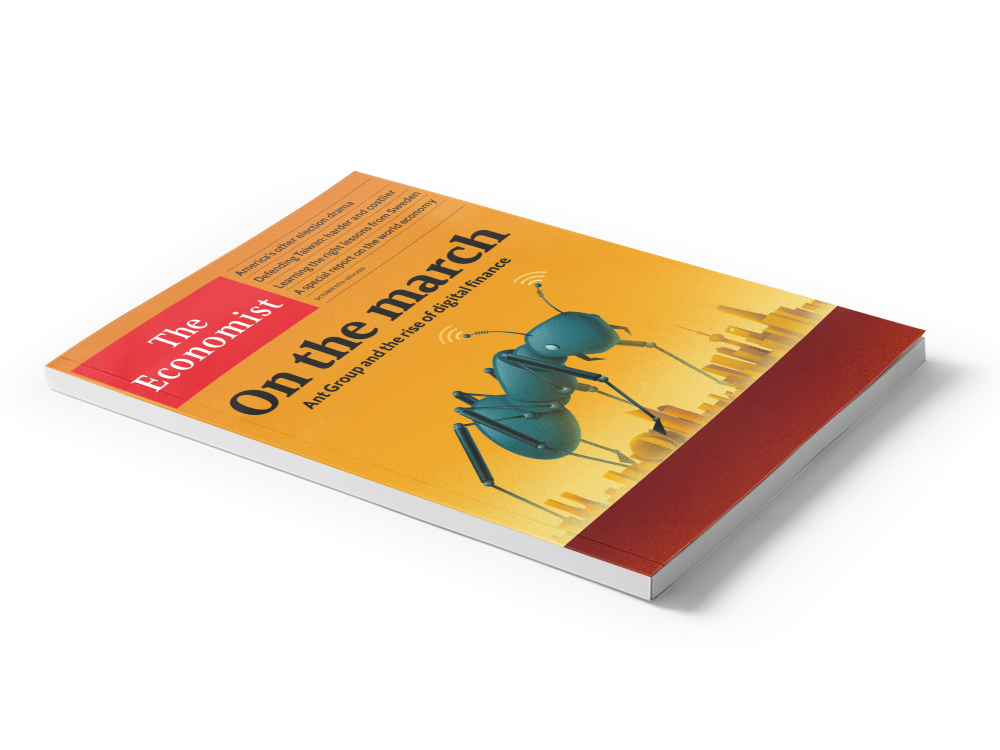 The
Economist
America's other election drama
Defending Taiwan: harder and costlier
Learning the right lessons from Sweden
A special report on the world economy
On the march
Ant Group and the rise of digital finance